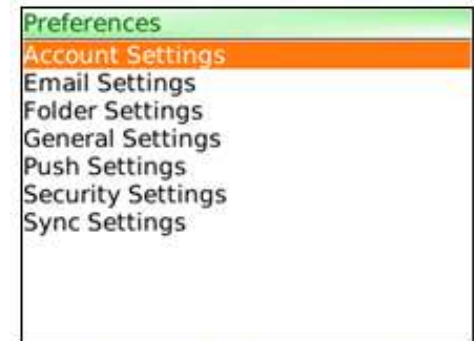 Preferences
Account Settings
Email Settings
Folder Settings
General Settings
Push Settings
Security Settings
Sync Settings